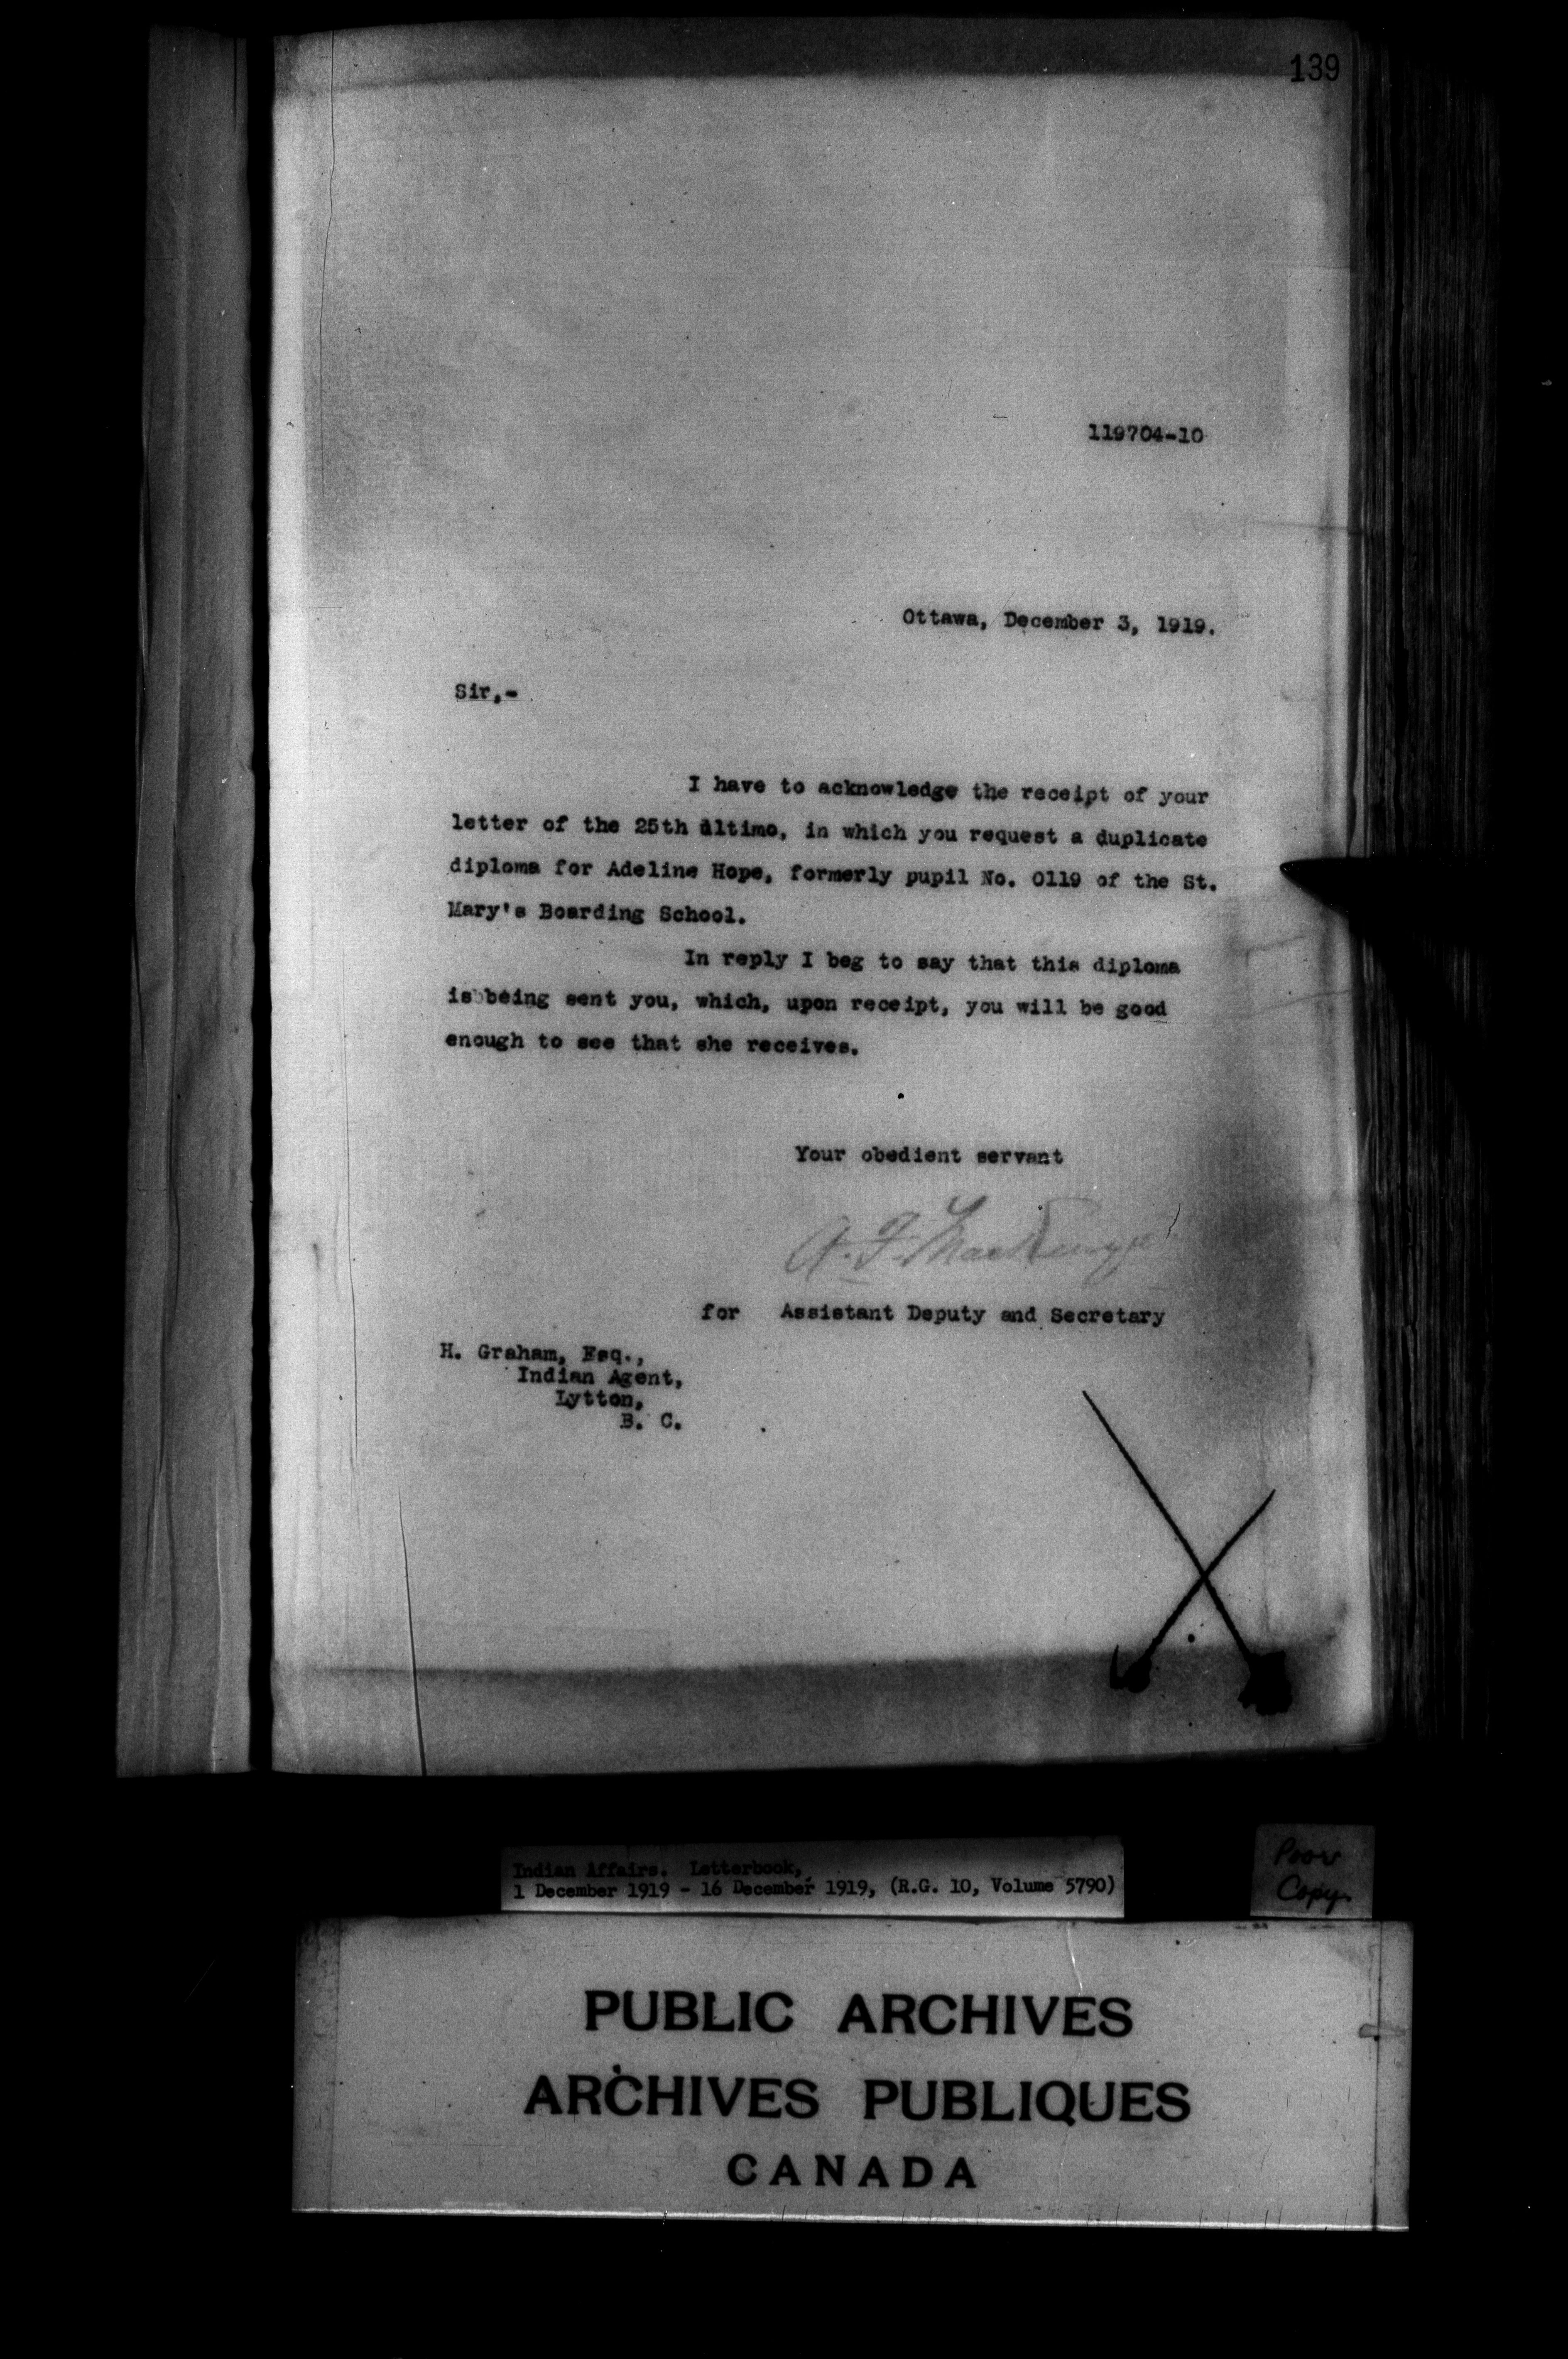 139
119704-10
Ottawa, December 3, 1919.
Sir,-
I have to acknowledge the receipt of your
letter of the 25th ultimo, in which you request a duplicate
diploma for Adeline Hope, formerly pupil No. 0119 of the St.
Mary's Boarding School.
In reply I beg to say that this diploma
is being sent you, which, upon receipt, you will be good
enough to see that she receives.
Your obedient servant
A. F. MacKenzie
for Assistant Deputy and Secretary
H. Graham, Esq.,
Indian Agent,
Lytton,
B. C.
Indian Affairs. Letterbook,
1 December 1919 - 16 December 1919, (R.G. 10, Volume 5790)
Poor
Copy
PUBLIC ARCHIVES
ARCHIVES PUBLIQUES
CANADA